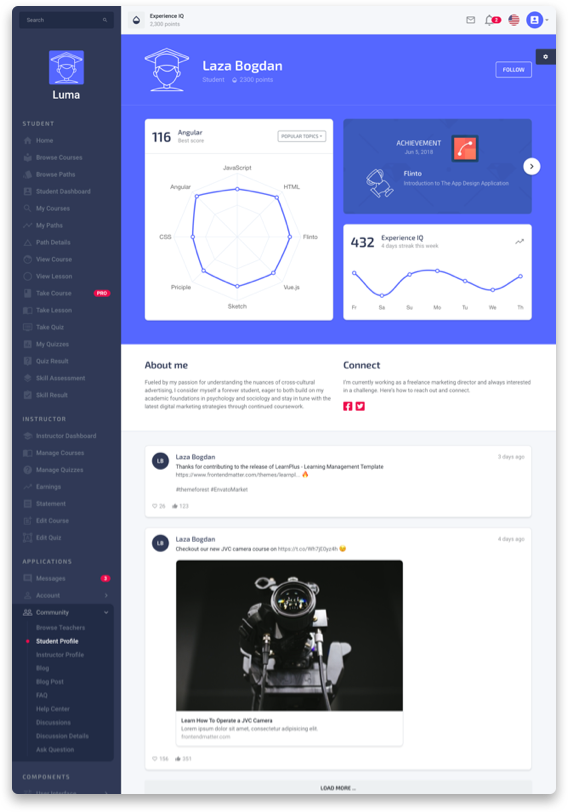 Search
Luma
STUDENT
Home
Browse Courses
Browse Paths
Student Dashboard
My Courses
My Paths
Path Details
View Course
View Lesson
Take Course PRO
Take Lesson
Take Quiz
My Quizzes
Quiz Result
Skill Assessment
Skill Result
INSTRUCTOR
Instructor Dashboard
Manage Courses
Manage Quizzes
Earnings
Statement
Edit Course
Edit Quiz
APPLICATIONS
Messages 3
Account
Community
Browse Teachers
Student Profile
Instructor Profile
Blog
Blog Post
FAQ
Help Center
Discussions
Discussion Details
Ask Question
COMPONENTS
Experience IQ
2,300 points
3
Laza Bogdan
Student 2300 points
FOLLOW
116 Angular
Best score
POPULAR TOPICS
JavaScript
HTML
Flinto
Vue.js
Sketch
Priciple
CSS
Angular
ACHIEVEMENT
Jun 5, 2018
Flinto
Introduction to The App Design Application
432 Experience IQ
4 days streak this week
Fr Sa Su Mo Tu We Th
About me
Fueled by my passion for understanding the nuances of cross-cultural
advertising, I consider myself a forever student, eager to both build on my
academic foundations in psychology and sociology and stay in tune with the
latest digital marketing strategies through continued coursework.
Connect
I'm currently working as a freelance marketing director and always interested
in a challenge. Here's how to reach out and connect.
LB
Laza Bogdan 3 days ago
Thanks for contributing to the release of LearnPlus - Learning Management Template
https://www.frontendmatter.com/themes/learnpl... 🔥
#themeforest #EnvatoMarket
26 123
LB
Laza Bogdan 4 days ago
Checkout our new JVC camera course on https://t.co/Wh7jE0yz4h 😏
Learn How To Operate a JVC Camera
Lorem ipsum dolor sit amet, consectetur adipisicing elit
frontendmatter.com
LOAD MORE ...